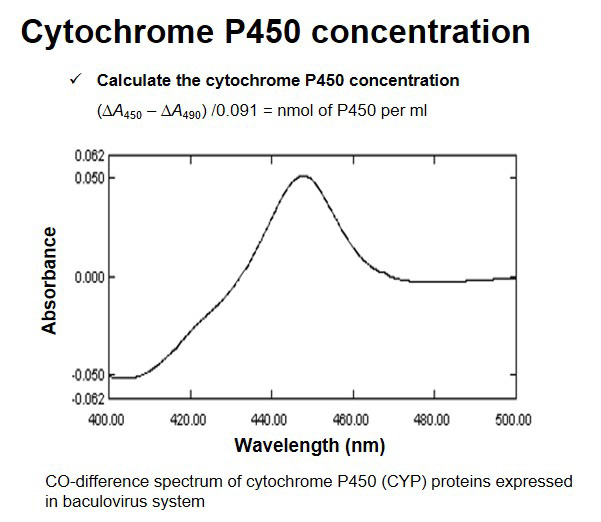 Cytochrome P450 concentration
✓ Calculate the cytochrome P450 concentration
(ΔA450 – ΔA490) /0.091 = nmol of P450 per ml
0.062
0.050
0.000
-0.050
-0.062
Absorbance
400.00 420.00 440.00 460.00 480.00 500.00
Wavelength (nm)
CO-difference spectrum of cytochrome P450 (CYP) proteins expressed
in baculovirus system